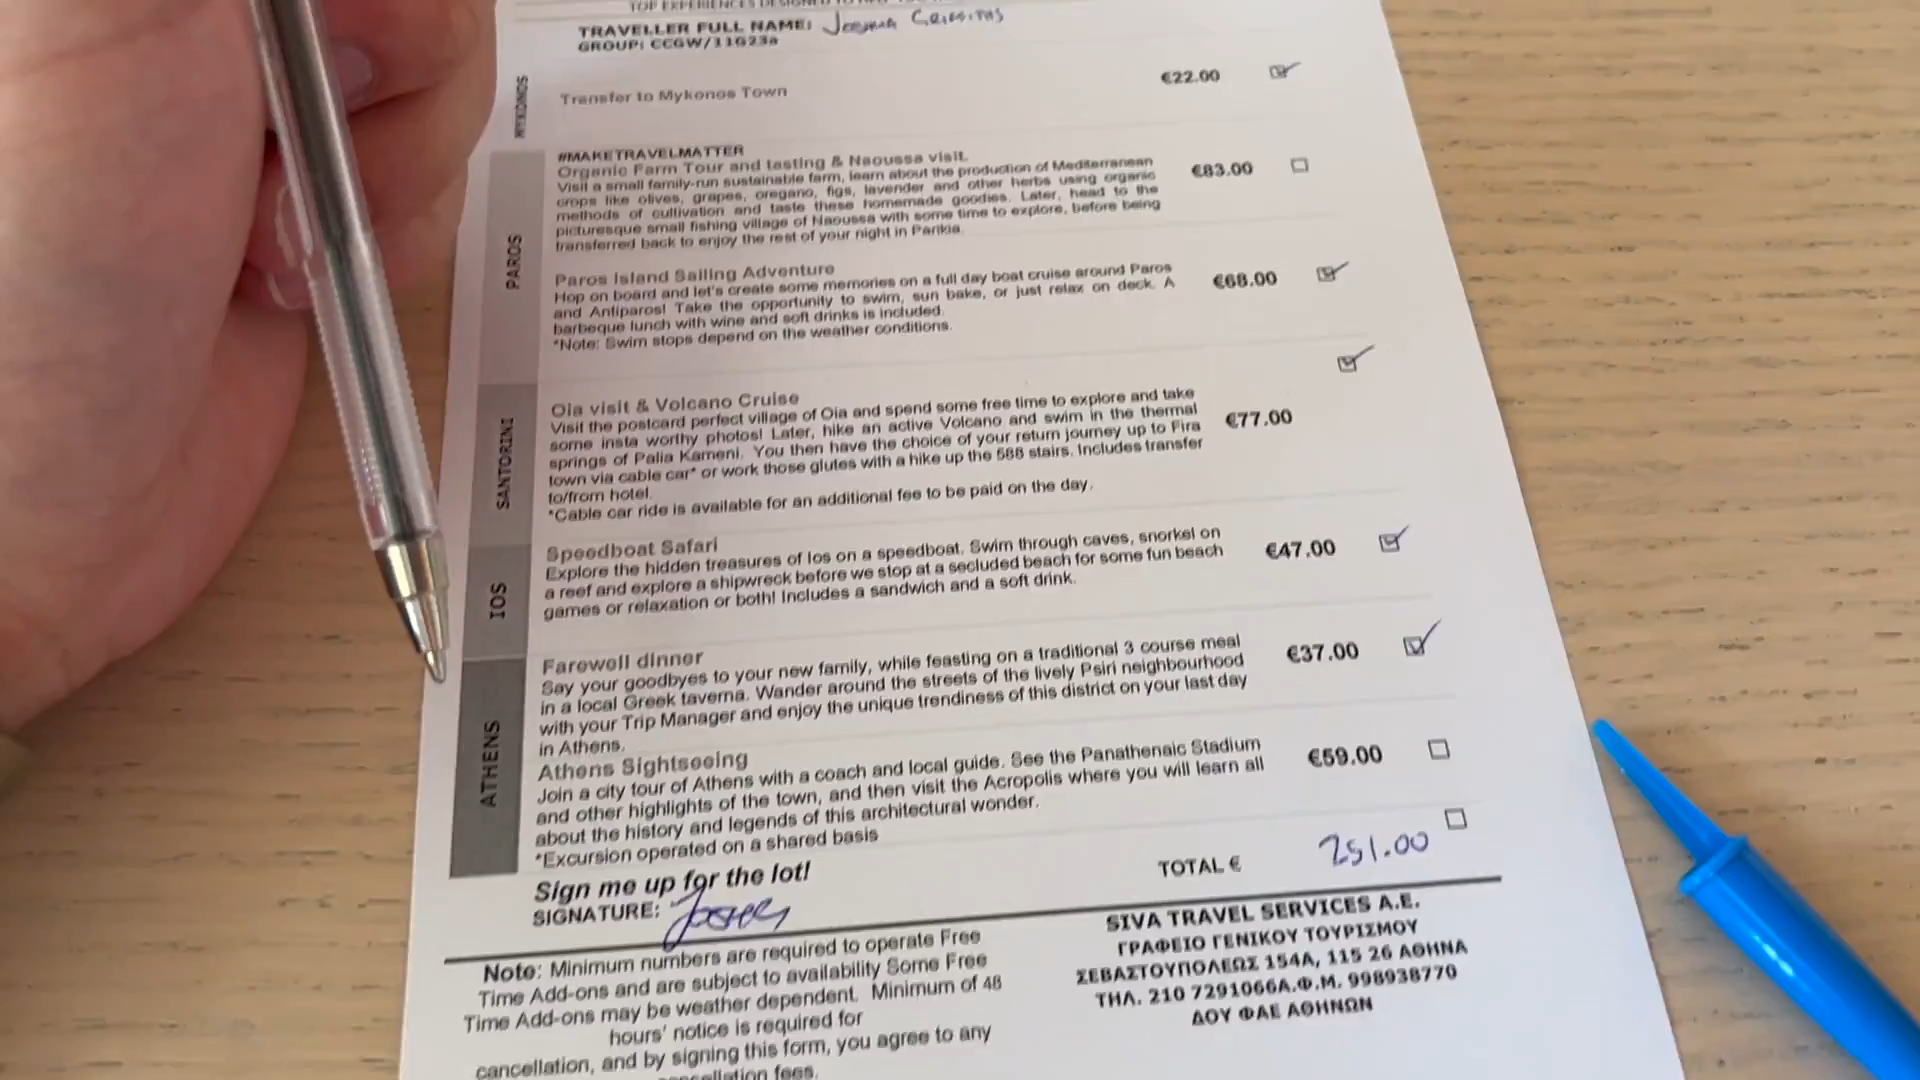 TOP EXPERIENCES DESIGNED TO
TRAVELLER FULL NAME: Joshua
GROUP: CCGW/11623a
MYKONOS
Transfer to Mykonos Town
€22.00
PAROS
#MAKETRAVELMATTER
Organic Farm Tour and tasting & Naoussa visit.
Visit a small family-run sustainable farm, learn about the production of Mediterranean
crops like olives, grapes, oregano, figs, lavender and other herbs using organic
methods of cultivation and taste these homemade goodies. Later, head to the
picturesque small fishing village of Naoussa with some time to explore, before being
transferred back to enjoy the rest of your night in Parikia.
€83.00
Paros Island Sailing Adventure
Hop on board and let's create some memories on a full day boat cruise around Paros
and Antiparos! Take the opportunity to swim, sun bake, or just relax on deck. A
barbeque lunch with wine and soft drinks is included.
*Note: Swim stops depend on the weather conditions.
€68.00
SANTORINI
Oia visit & Volcano Cruise
Visit the postcard perfect village of Oia and spend some free time to explore and take
some insta worthy photos! Later, hike an active Volcano and swim in the thermal
springs of Palia Kameni. You then have the choice of your return journey up to Fira
town via cable car* or work those glutes with a hike up the 588 stairs. Includes transfer
to/from hotel.
*Cable car ride is available for an additional fee to be paid on the day.
€77.00
IOS
Speedboat Safari
Explore the hidden treasures of Ios on a speedboat. Swim through caves, snorkel on
a reef and explore a shipwreck before we stop at a secluded beach for some fun beach
games or relaxation or both! Includes a sandwich and a soft drink.
€47.00
ATHENS
Farewell dinner
Say your goodbyes to your new family, while feasting on a traditional 3 course meal
in a local Greek taverna. Wander around the streets of the lively Psiri neighbourhood
with your Trip Manager and enjoy the unique trendiness of this district on your last day
in Athens.
€37.00
Athens Sightseeing
Join a city tour of Athens with a coach and local guide. See the Panathenaic Stadium
and other highlights of the town, and then visit the Acropolis where you will learn all
about the history and legends of this architectural wonder.
*Excursion operated on a shared basis
€59.00
Sign me up for the lot!
TOTAL € 251.00
SIGNATURE:
Note: Minimum numbers are required to operate Free
Time Add-ons and are subject to availability Some Free
Time Add-ons may be weather dependent. Minimum of 48
hours' notice is required for
cancellation, and by signing this form, you agree to any
cancellation fees.
SIVA TRAVEL SERVICES A.E.
ΓΡΑΦΕΙΟ ΓΕΝΙΚΟΥ ΤΟΥΡΙΣΜΟΥ
ΣΕΒΑΣΤΟΥΠΟΛΕΩΣ 154Α, 115 26 ΑΘΗΝΑ
ΤΗΛ. 210 7291066Α.Φ.Μ. 998938770
ΔΟΥ ΦΑΕ ΑΘΗΝΩΝ